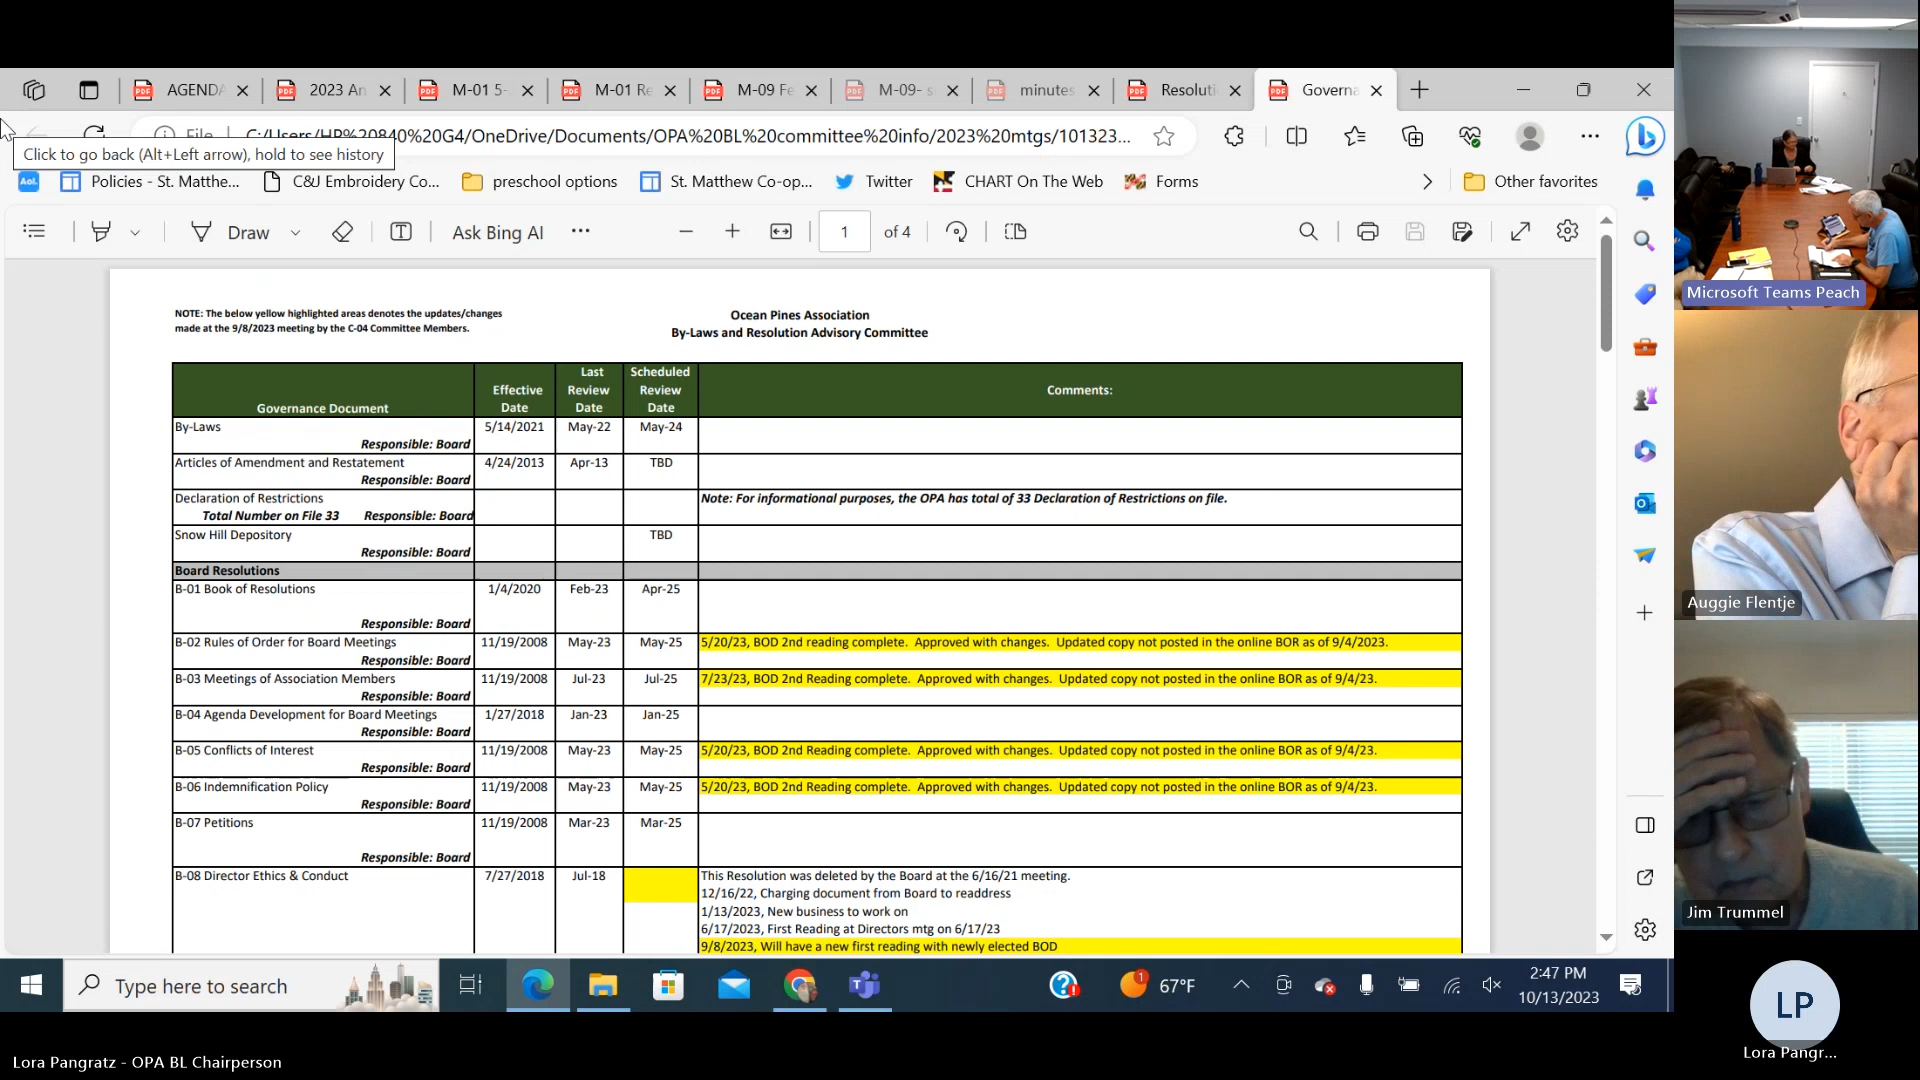 AGENDA
2023 An
M-01 5-
M-01 Re
M-09 Fe
M-09- s
minutes
Resoluti
Governa
File
C:/Users/HP%20840%20G4/OneDrive/Documents/OPA%20BL%20committee%20info/2023%20mtgs/101323...
Click to go back (Alt+Left arrow), hold to see history
Aol.
Policies - St. Matthe...
C&J Embroidery Co...
preschool options
St. Matthew Co-op...
Twitter
CHART On The Web
Forms
Other favorites
Draw
Ask Bing AI
1
of 4
NOTE: The below yellow highlighted areas denotes the updates/changes
made at the 9/8/2023 meeting by the C-04 Committee Members.
Ocean Pines Association
By-Laws and Resolution Advisory Committee
Governance Document
Effective
Date
Last
Review
Date
Scheduled
Review
Date
Comments:
By-Laws
Responsible: Board
5/14/2021
May-22
May-24
Articles of Amendment and Restatement
Responsible: Board
4/24/2013
Apr-13
TBD
Declaration of Restrictions
Total Number on File 33 Responsible: Board
Note: For informational purposes, the OPA has total of 33 Declaration of Restrictions on file.
Snow Hill Depository
Responsible: Board
TBD
Board Resolutions
B-01 Book of Resolutions
Responsible: Board
1/4/2020
Feb-23
Apr-25
B-02 Rules of Order for Board Meetings
Responsible: Board
11/19/2008
May-23
May-25
5/20/23, BOD 2nd reading complete. Approved with changes. Updated copy not posted in the online BOR as of 9/4/2023.
B-03 Meetings of Association Members
Responsible: Board
11/19/2008
Jul-23
Jul-25
7/23/23, BOD 2nd Reading complete. Approved with changes. Updated copy not posted in the online BOR as of 9/4/23.
B-04 Agenda Development for Board Meetings
Responsible: Board
1/27/2018
Jan-23
Jan-25
B-05 Conflicts of Interest
Responsible: Board
11/19/2008
May-23
May-25
5/20/23, BOD 2nd Reading complete. Approved with changes. Updated copy not posted in the online BOR as of 9/4/23.
B-06 Indemnification Policy
Responsible: Board
11/19/2008
May-23
May-25
5/20/23, BOD 2nd Reading complete. Approved with changes. Updated copy not posted in the online BOR as of 9/4/23.
B-07 Petitions
Responsible: Board
11/19/2008
Mar-23
Mar-25
B-08 Director Ethics & Conduct
7/27/2018
Jul-18
This Resolution was deleted by the Board at the 6/16/21 meeting.
12/16/22, Charging document from Board to readdress
1/13/2023, New business to work on
6/17/2023, First Reading at Directors mtg on 6/17/23
9/8/2023, Will have a new first reading with newly elected BOD
Type here to search
1
67°F
2:47 PM
10/13/2023
Microsoft Teams Peach
Auggie Flentje
Jim Trummel
LP
Lora Pangr...
Lora Pangratz - OPA BL Chairperson